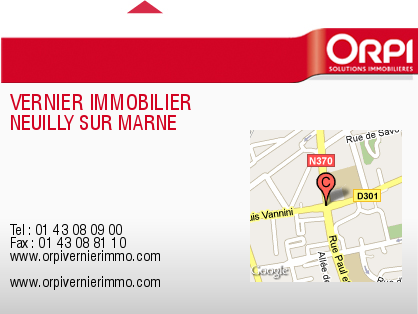 ORPI
SOLUTIONS IMMOBILIÈRES
VERNIER IMMOBILIER
NEUILLY SUR MARNE
Tel : 01 43 08 09 00
Fax : 01 43 08 81 10
www.orpivernierimmo.com
www.orpivernierimmo.com
Rue de Savo
N370
C
D301
uis Vannini
Allée de
Rue Paul e
Google